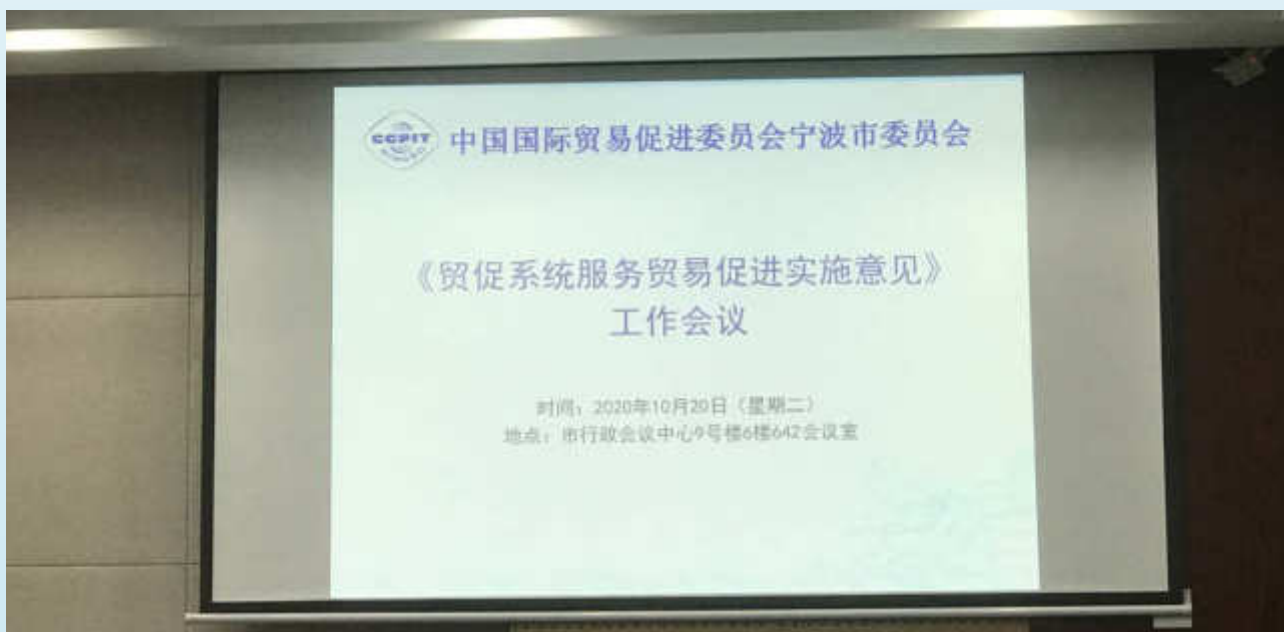 CCPIT 中国国际贸易促进委员会宁波市委员会
《贸促系统服务贸易促进实施意见》
工作会议
时间：2020年10月20日（星期二）
地点：市行政会议中心9号楼6楼642会议室